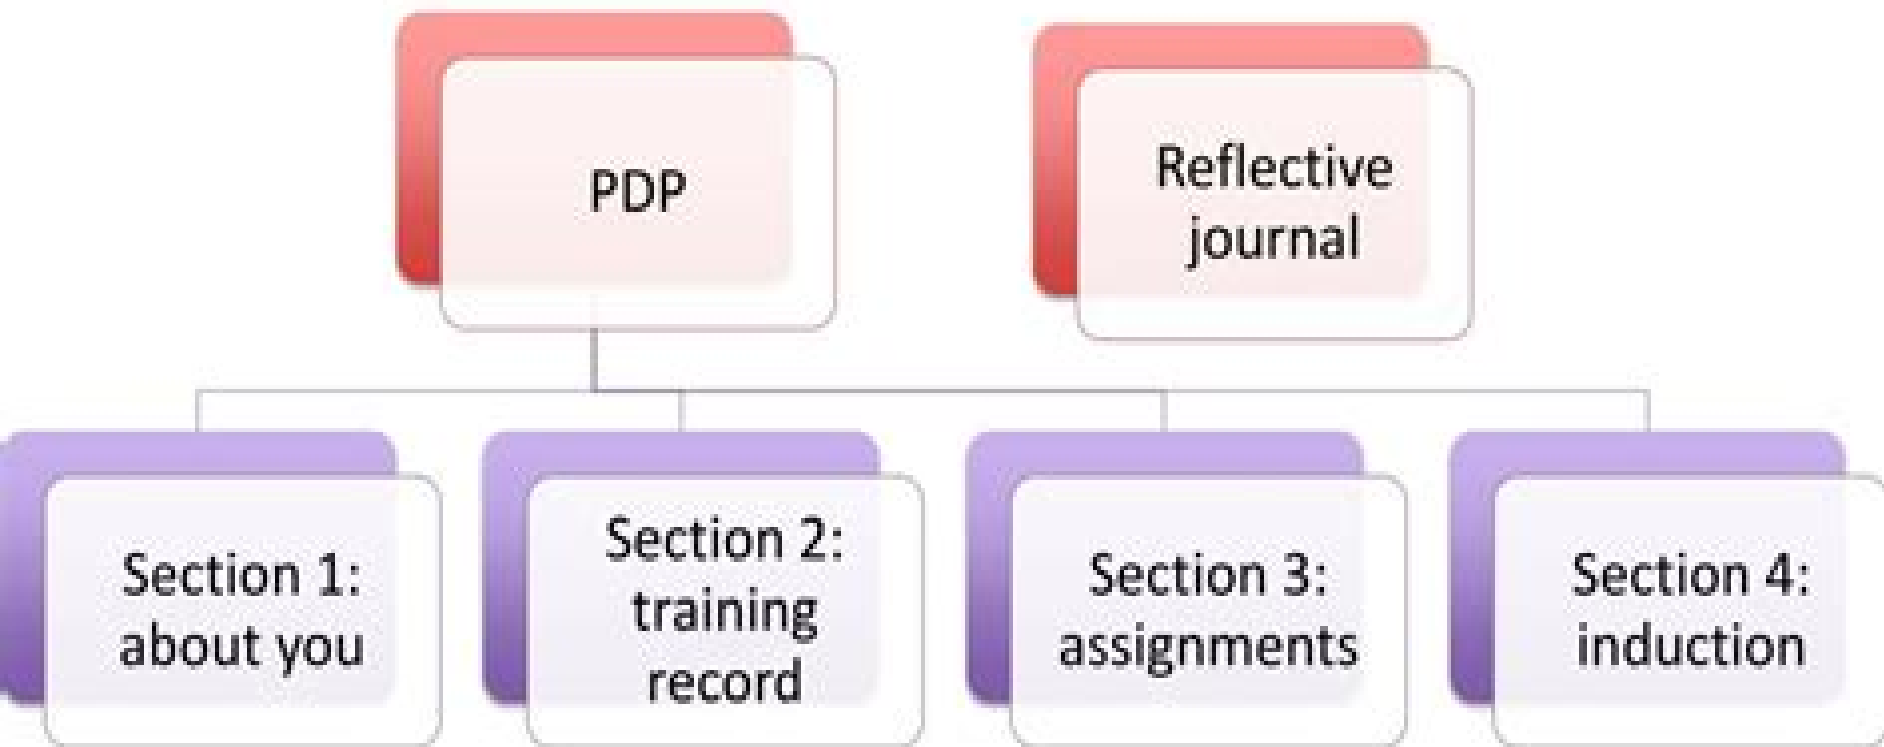 PDP
Reflective
journal
Section 1:
about you
Section 2:
training
record
Section 3:
assignments
Section 4:
induction